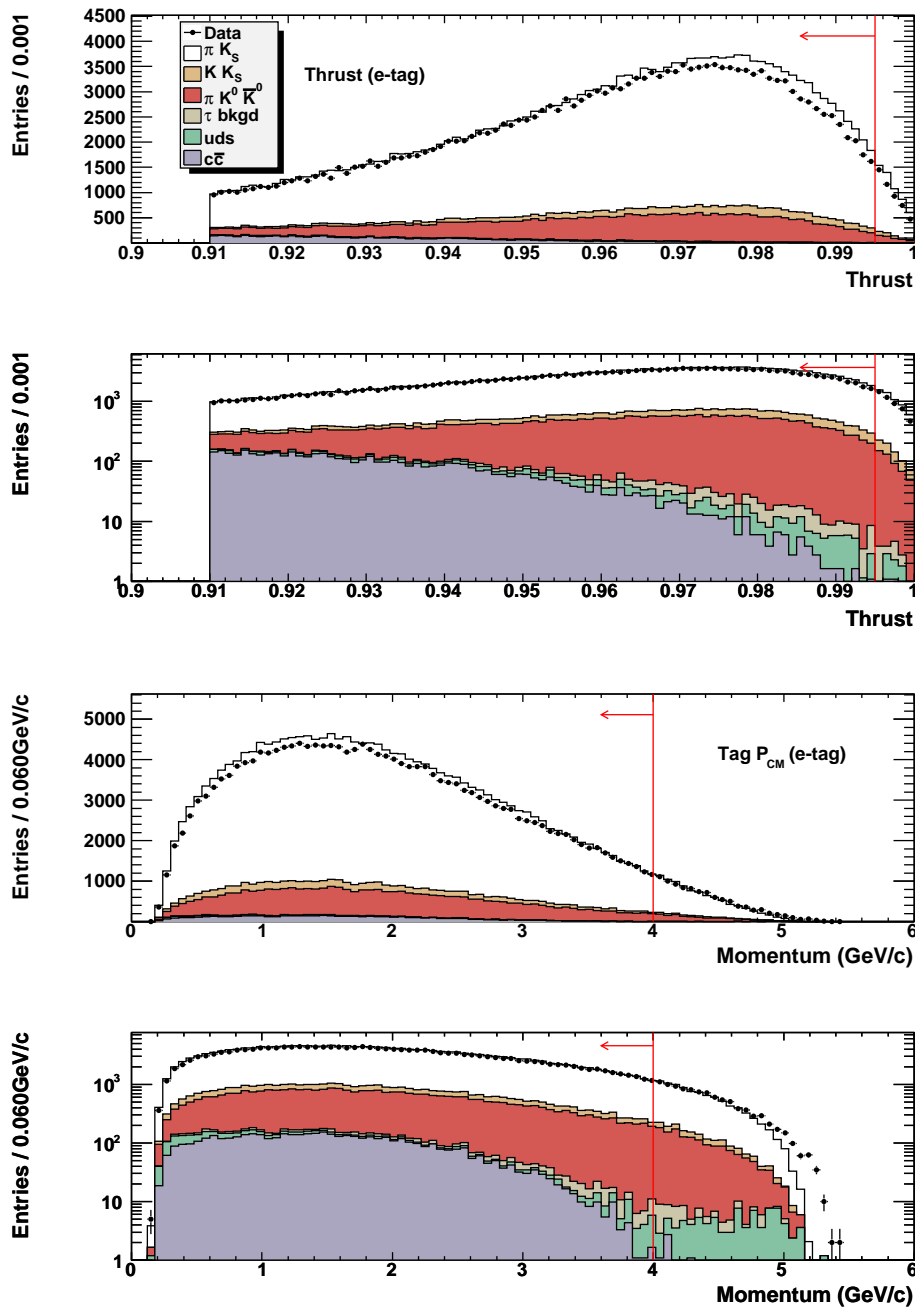 Entries / 0.001
4500
4000
3500
3000
2500
2000
1500
1000
500
Data
π K_S
K K_S
π K⁰ K̅⁰
τ bkgd
uds
cc̅
Thrust (e-tag)
0.9 0.91 0.92 0.93 0.94 0.95 0.96 0.97 0.98 0.99 1
Thrust
Entries / 0.001
10³
10²
10
1
0.9 0.91 0.92 0.93 0.94 0.95 0.96 0.97 0.98 0.99 1
Thrust
Entries / 0.060GeV/c
5000
4000
3000
2000
1000
0
Tag P_CM (e-tag)
0 1 2 3 4 5 6
Momentum (GeV/c)
Entries / 0.060GeV/c
10³
10²
10
1
0 1 2 3 4 5 6
Momentum (GeV/c)